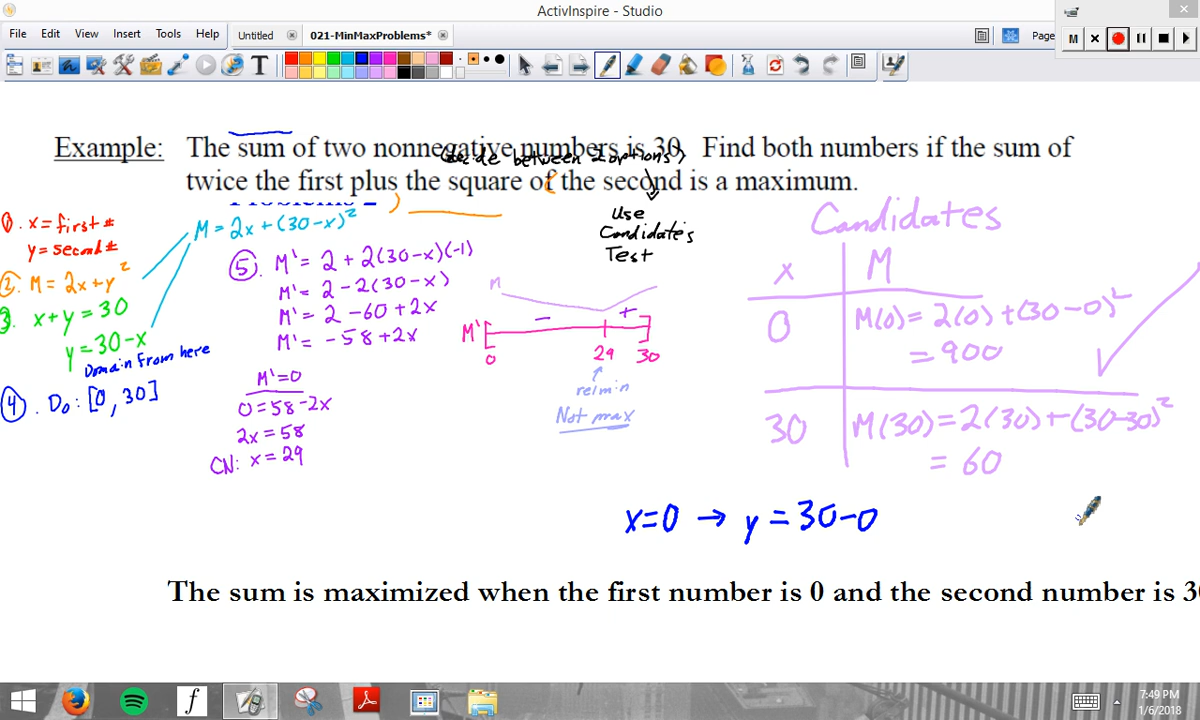 ActivInspire - Studio
File Edit View Insert Tools Help
Untitled
021-MinMaxProblems*
Page
M
T
Example: The sum of two nonnegative numbers is 30. Find both numbers if the sum of
twice the first plus the square of the second is a maximum.
decide between 2 options,
Use
Candidates
Test
①. x = first #
y = second #
②. M = 2x + y²
③. x + y = 30
y = 30 - x
Domain from here
④. D₀: [0, 30]
M = 2x + (30 - x)²
⑤. M' = 2 + 2(30 - x)(-1)
M' = 2 - 2(30 - x)
M' = 2 - 60 + 2x
M' = -58 + 2x
M' = 0
0 = 58 - 2x
2x = 58
CN: x = 29
m
M' [ - + ]
0 29 30
↑
rel min
Not max
Candidates
x M
0 M(0) = 2(0) + (30 - 0)²
= 900
30 M(30) = 2(30) + (30 - 30)²
= 60
x = 0 → y = 30 - 0
The sum is maximized when the first number is 0 and the second number is 30
f
7:49 PM
1/6/2018